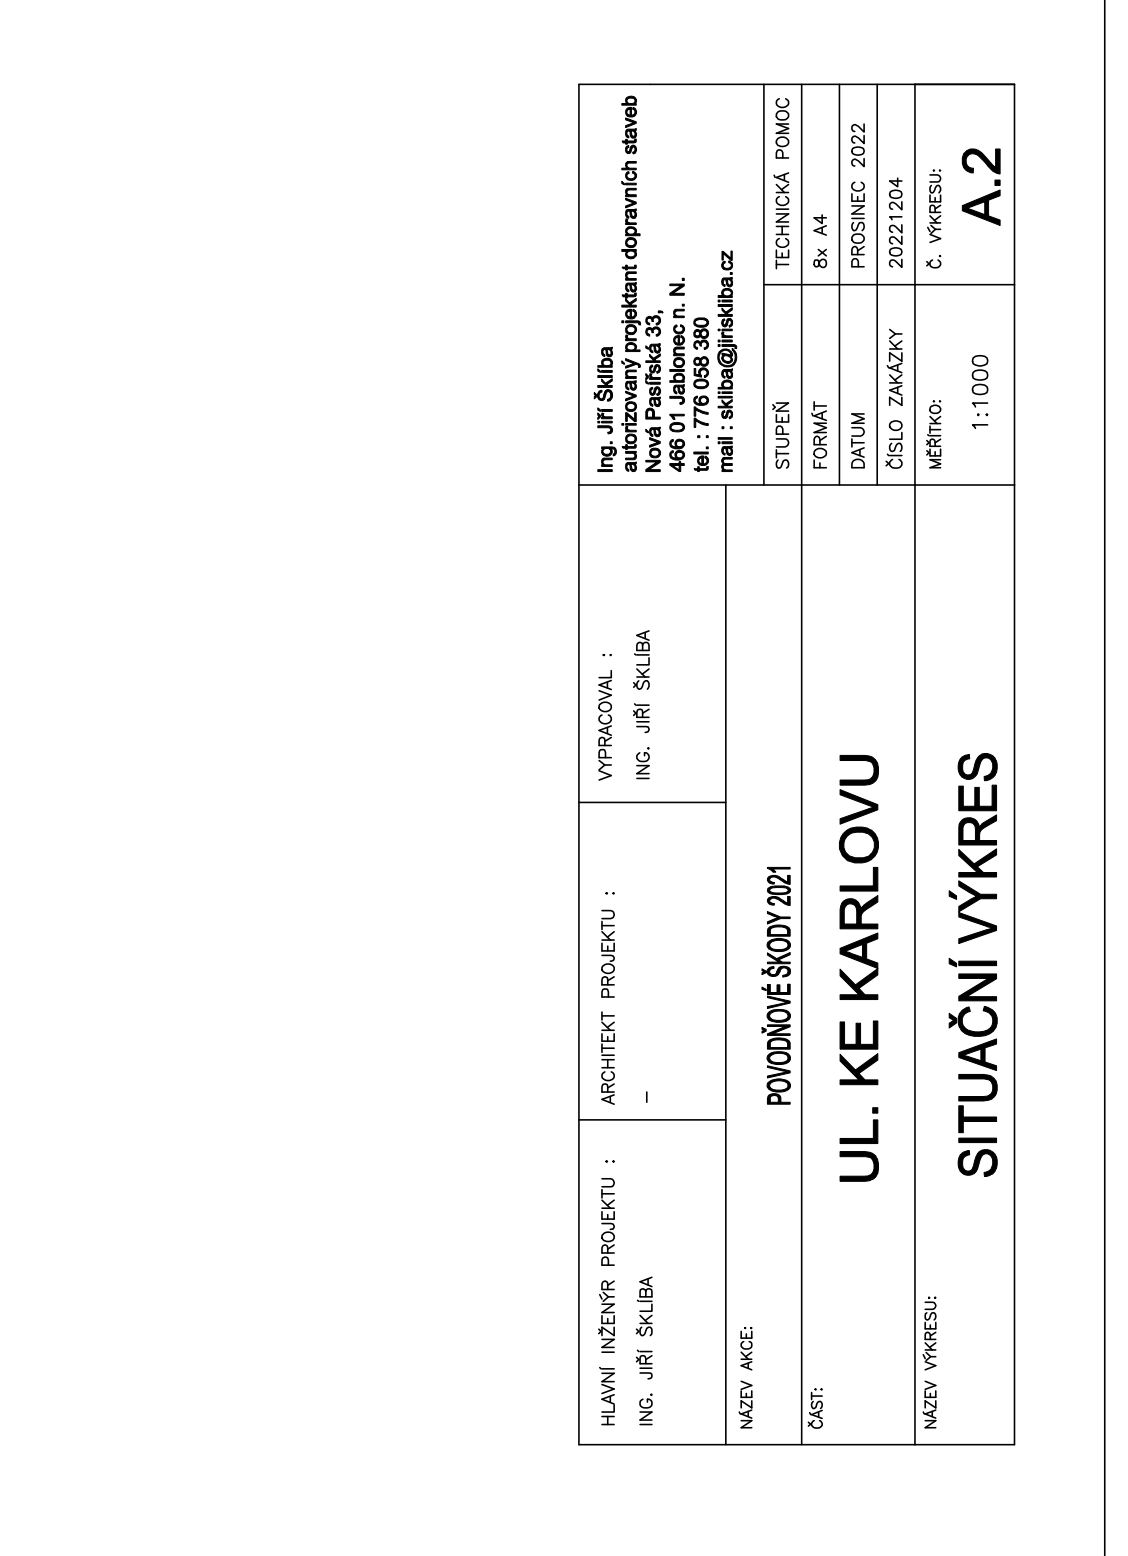 HLAVNÍ INŽENÝR PROJEKTU :
ING. JIŘÍ ŠKLÍBA
ARCHITEKT PROJEKTU :
–
VYPRACOVAL :
ING. JIŘÍ ŠKLÍBA
Ing. Jiří Šklíba
autorizovaný projektant dopravních staveb
Nová Pasířská 33,
466 01 Jablonec n. N.
tel. : 776 058 380
mail : skliba@jiriskliba.cz
NÁZEV AKCE:
POVODŇOVÉ ŠKODY 2021
STUPEŇ TECHNICKÁ POMOC
ČÁST:
UL. KE KARLOVU
FORMÁT 8x A4
DATUM PROSINEC 2022
ČÍSLO ZAKÁZKY 20221204
NÁZEV VÝKRESU:
SITUAČNÍ VÝKRES
MĚŘÍTKO:
1:1000
Č. VÝKRESU:
A.2